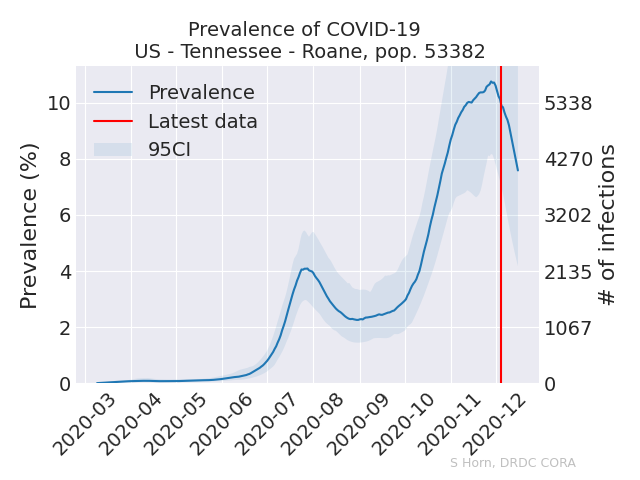 Prevalence of COVID-19
US - Tennessee - Roane, pop. 53382
Prevalence
Latest data
95CI
Prevalence (%)
10
8
6
4
2
0
5338
4270
3202
2135
1067
0
# of infections
2020-03
2020-04
2020-05
2020-06
2020-07
2020-08
2020-09
2020-10
2020-11
2020-12
S Horn, DRDC CORA